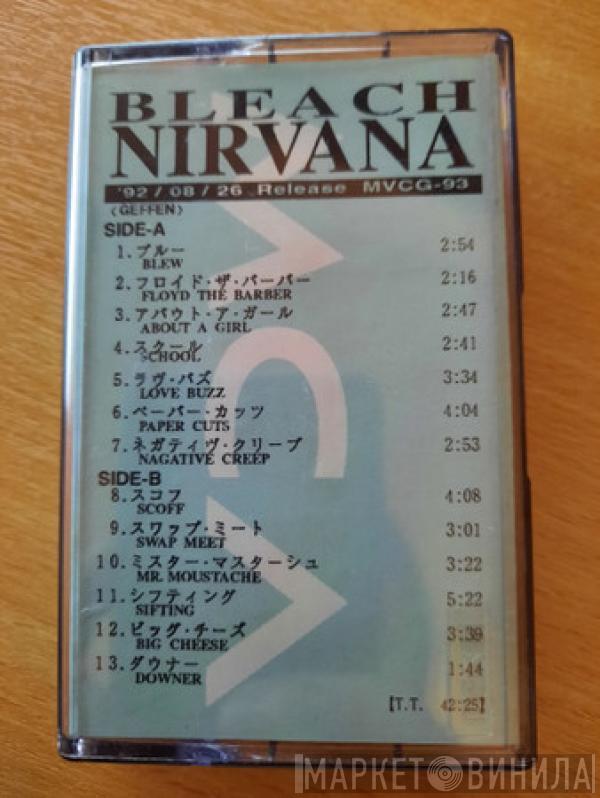 BLEACH
NIRVANA
'92/08/26 Release MVCG-93
(GEFFEN)
SIDE-A
1.ブルー 2:54
BLEW
2.フロイド・ザ・バーバー 2:16
FLOYD THE BARBER
3.アバウト・ア・ガール 2:47
ABOUT A GIRL
4.スクール 2:41
SCHOOL
5.ラヴ・バズ 3:34
LOVE BUZZ
6.ペーパー・カッツ 4:04
PAPER CUTS
7.ネガティヴ・クリープ 2:53
NAGATIVE CREEP
SIDE-B
8.スコフ 4:08
SCOFF
9.スワップ・ミート 3:01
SWAP MEET
10.ミスター・マスターシュ 3:22
MR. MOUSTACHE
11.シフティング 5:22
SIFTING
12.ビッグ・チーズ 3:39
BIG CHEESE
13.ダウナー 1:44
DOWNER
[T.T. 42:25]
MVCA
МАРКЕТ ВИНИЛА